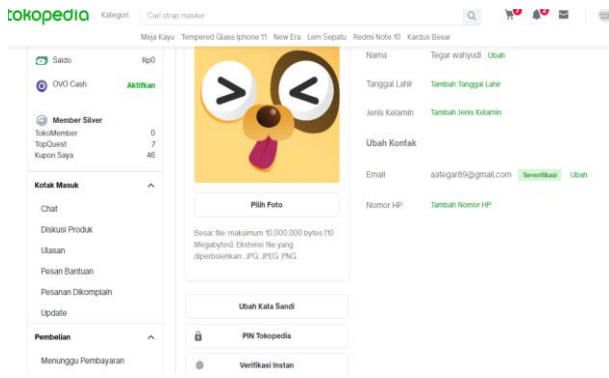 tokopedia Kategori Cari strap masker
Meja Kayu Tempered Glass Iphone 11 New Era Lem Sepatu Redmi Note 10 Kardus Besar
Saldo Rp0
OVO Cash Aktifkan
Member Silver
TokoMember 0
TopQuest 7
Kupon Saya 46
Kotak Masuk
Chat
Diskusi Produk
Ulasan
Pesan Bantuan
Pesanan Dikomplain
Update
Pembelian
Menunggu Pembayaran
Pilih Foto
Besar file: maksimum 10.000.000 bytes (10
Megabytes). Ekstensi file yang
diperbolehkan: .JPG .JPEG .PNG
Ubah Kata Sandi
PIN Tokopedia
Verifikasi Instan
Nama Tegar wahyudi Ubah
Tanggal Lahir Tambah Tanggal Lahir
Jenis Kelamin Tambah Jenis Kelamin
Ubah Kontak
Email aategar89@gmail.com Terverifikasi Ubah
Nomor HP Tambah Nomor HP